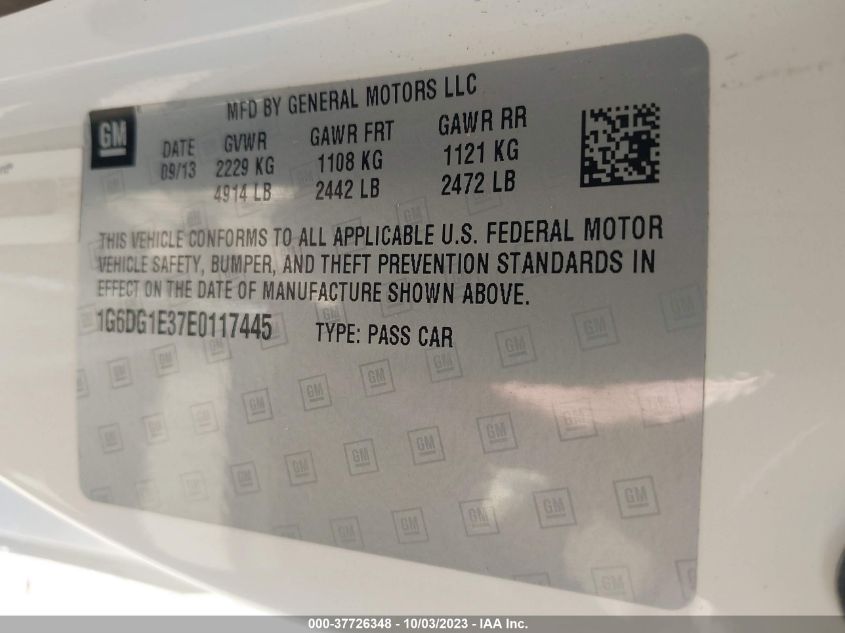 GM
MFD BY GENERAL MOTORS LLC
DATE GVWR GAWR FRT GAWR RR
09/13 2229 KG 1108 KG 1121 KG
4914 LB 2442 LB 2472 LB
THIS VEHICLE CONFORMS TO ALL APPLICABLE U.S. FEDERAL MOTOR
VEHICLE SAFETY, BUMPER, AND THEFT PREVENTION STANDARDS IN
EFFECT ON THE DATE OF MANUFACTURE SHOWN ABOVE.
1G6DG1E37E0117445 TYPE: PASS CAR
000-37726348 - 10/03/2023 - IAA Inc.